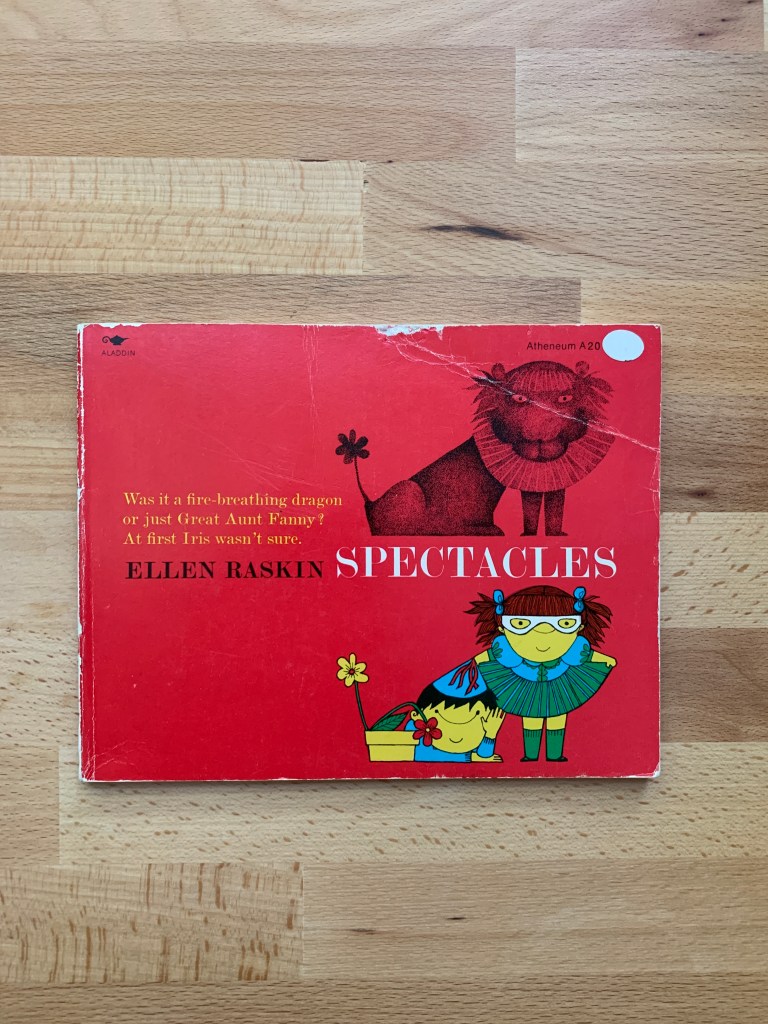 ALADDIN
Atheneum A20
Was it a fire-breathing dragon
or just Great Aunt Fanny?
At first Iris wasn't sure.
ELLEN RASKIN SPECTACLES